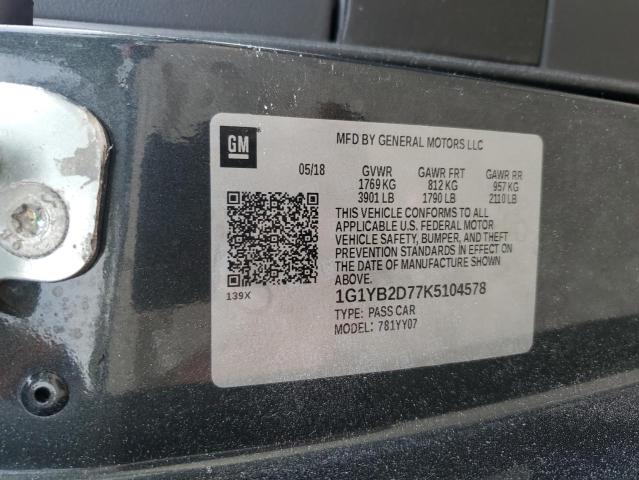 GM
MFD BY GENERAL MOTORS LLC
05/18 GVWR GAWR FRT GAWR RR
1769 KG 812 KG 957 KG
3901 LB 1790 LB 2110 LB
THIS VEHICLE CONFORMS TO ALL
APPLICABLE U.S. FEDERAL MOTOR
VEHICLE SAFETY, BUMPER, AND THEFT
PREVENTION STANDARDS IN EFFECT ON
THE DATE OF MANUFACTURE SHOWN
ABOVE.
139X
1G1YB2D77K5104578
TYPE: PASS CAR
MODEL: 781YY07